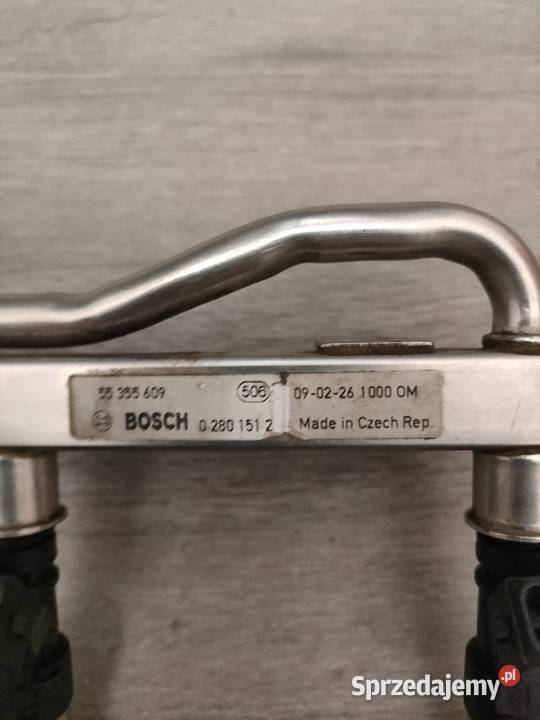 55 355 609 506 09-02-26 1000 OM
BOSCH 0 280 151 2 Made in Czech Rep.
Sprzedajemy.pl